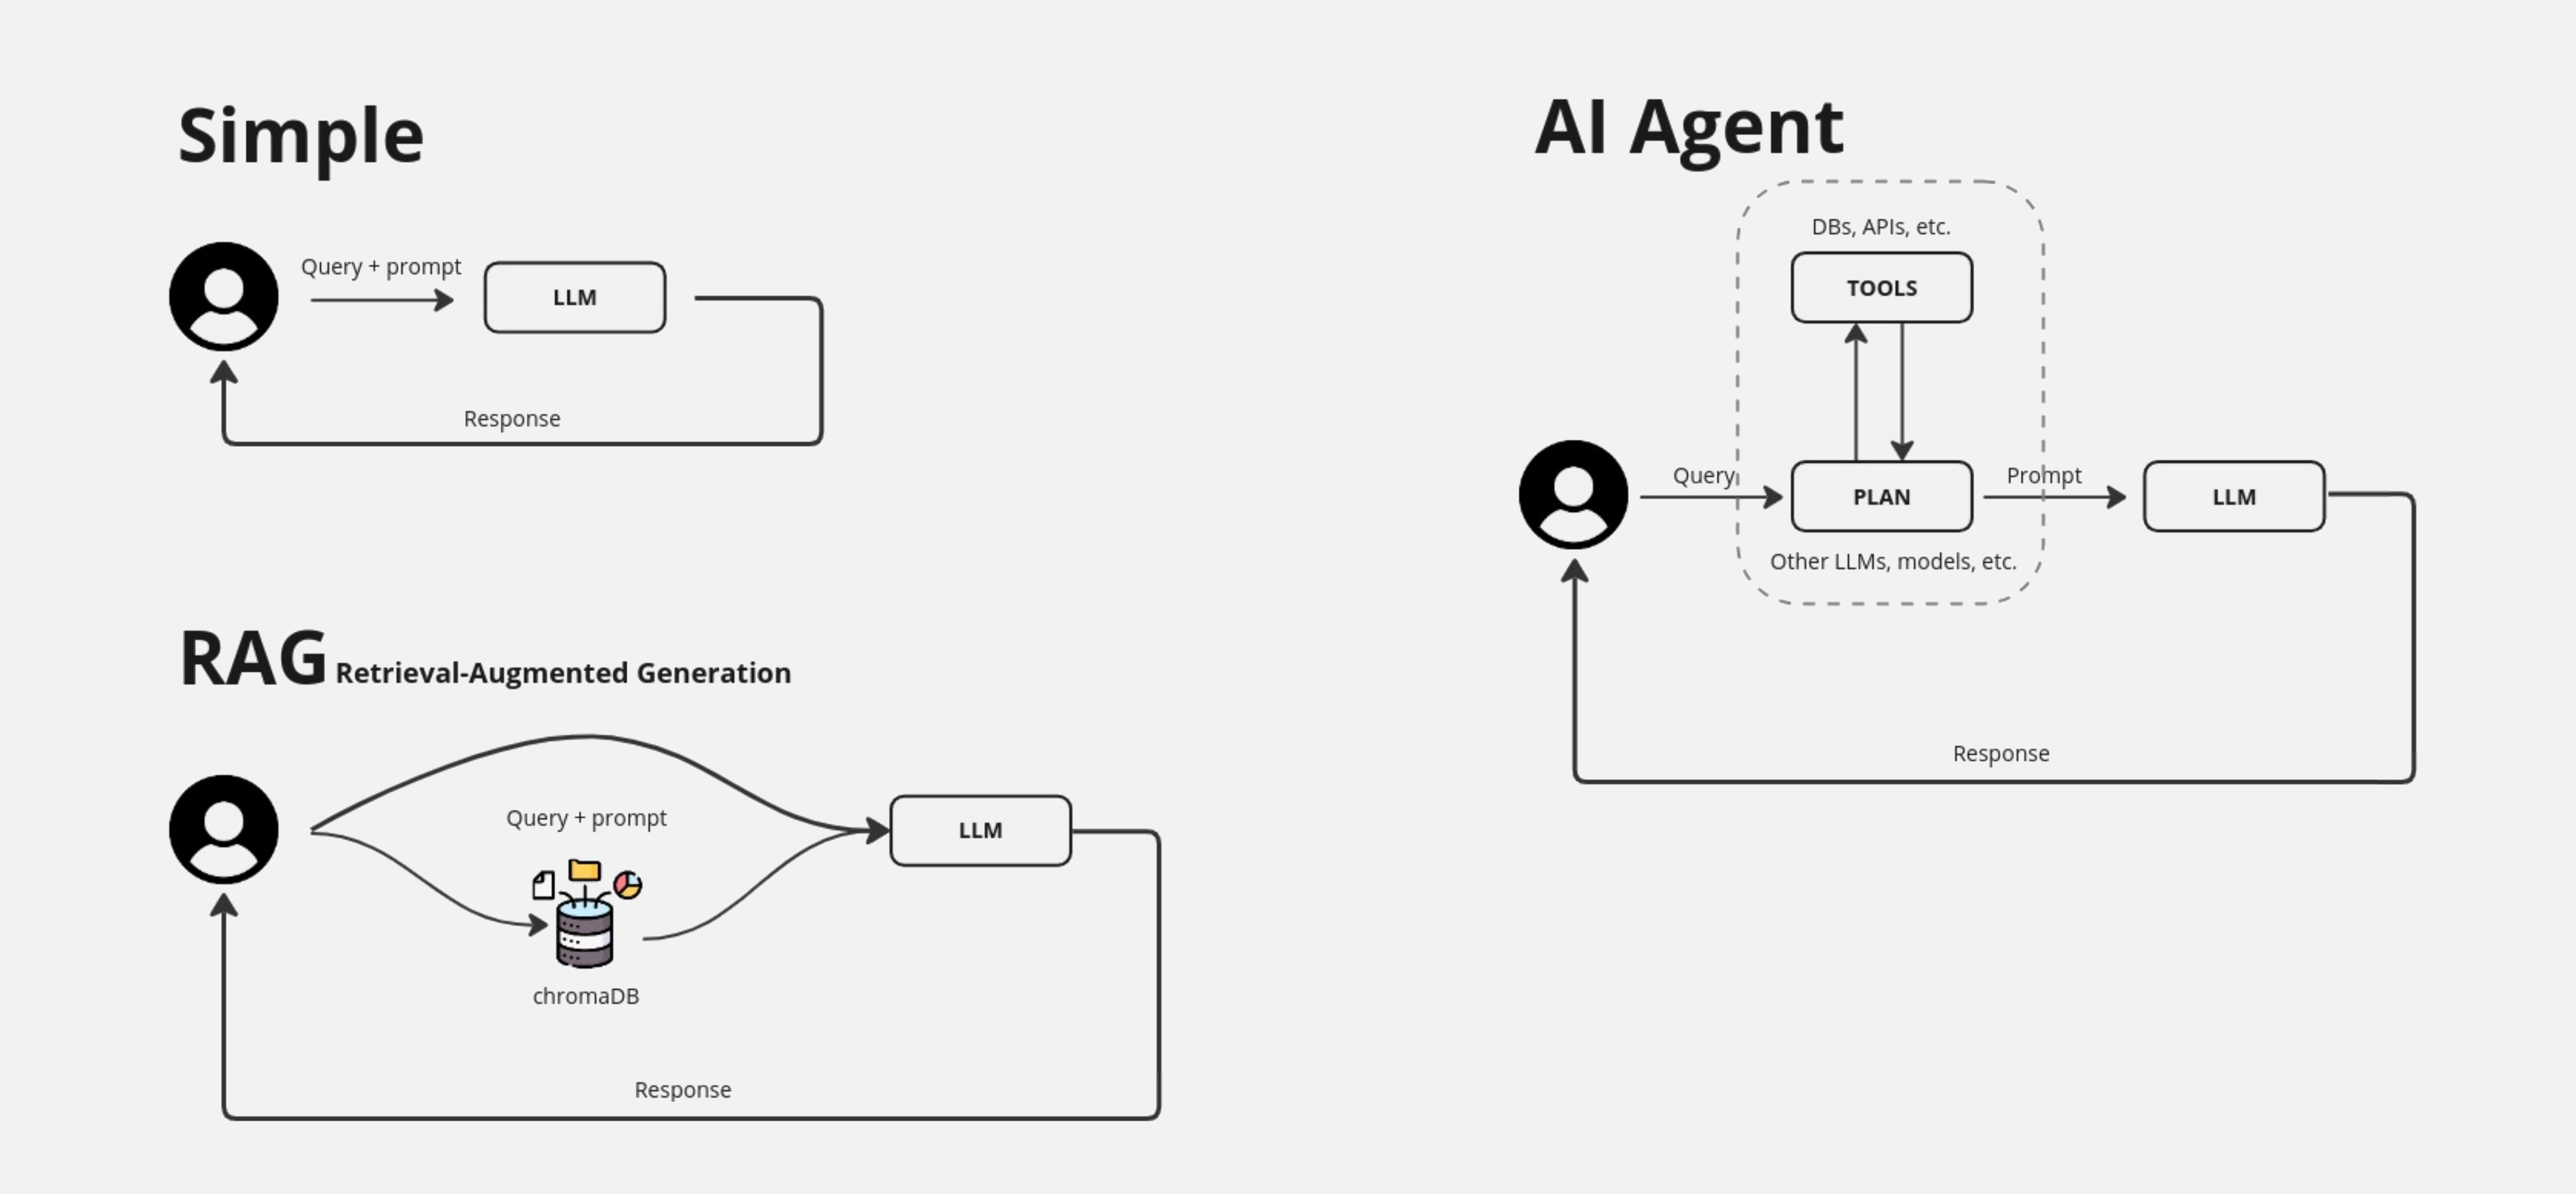 Simple
Query + prompt
LLM
Response
RAG Retrieval-Augmented Generation
Query + prompt
LLM
chromaDB
Response
AI Agent
DBs, APIs, etc.
TOOLS
Query
PLAN
Prompt
LLM
Other LLMs, models, etc.
Response